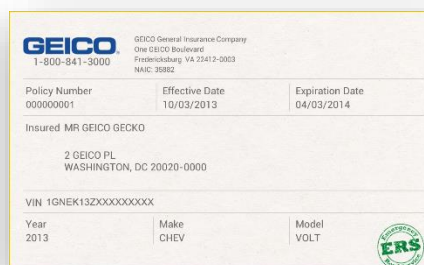 GEICO.
1-800-841-3000
GEICO General Insurance Company
One GEICO Boulevard
Fredericksburg VA 22412-0003
NAIC: 35882
Policy Number Effective Date Expiration Date
000000001 10/03/2013 04/03/2014
Insured MR GEICO GECKO
2 GEICO PL
WASHINGTON, DC 20020-0000
VIN 1GNEK13ZXXXXXXXXX
Year Make Model
2013 CHEV VOLT
Emergency
ERS